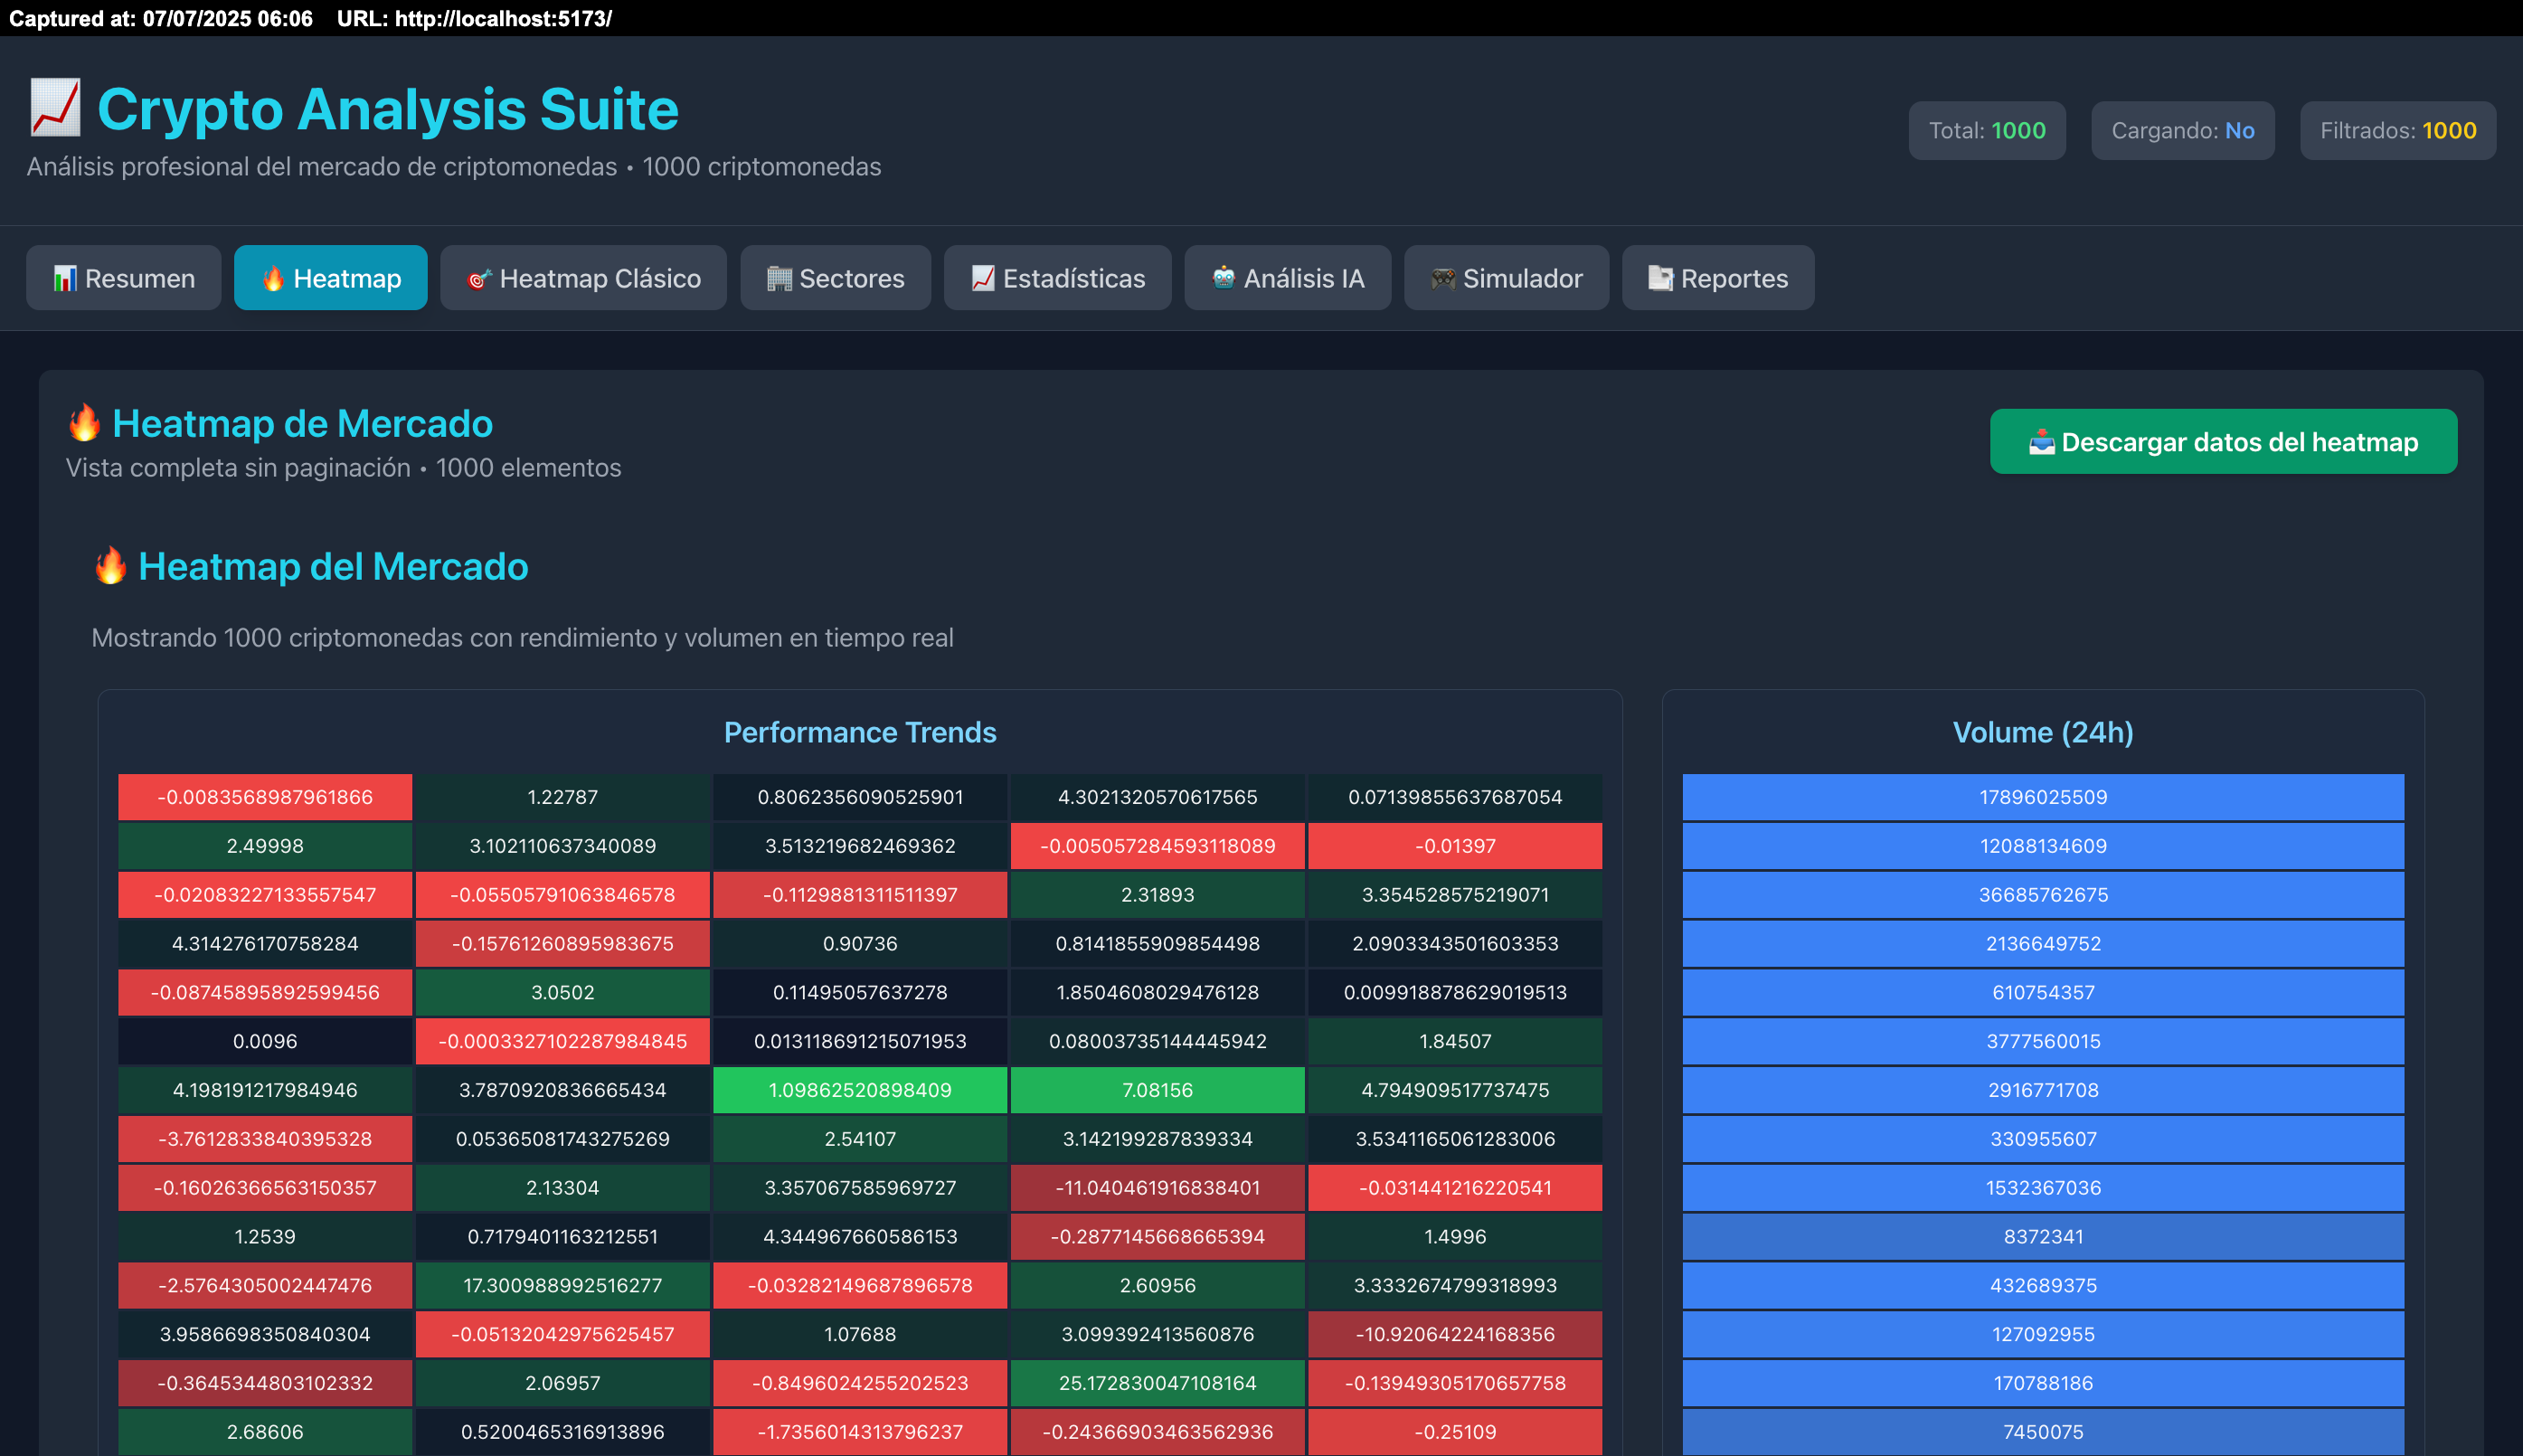 Captured at: 07/07/2025 06:06 URL: http://localhost:5173/
Crypto Analysis Suite
Análisis profesional del mercado de criptomonedas • 1000 criptomonedas
Total: 1000 Cargando: No Filtrados: 1000
Resumen Heatmap Heatmap Clásico Sectores Estadísticas Análisis IA Simulador Reportes
Heatmap de Mercado
Vista completa sin paginación • 1000 elementos
Descargar datos del heatmap
Heatmap del Mercado
Mostrando 1000 criptomonedas con rendimiento y volumen en tiempo real
Performance Trends Volume (24h)
-0.0083568987961866 1.22787 0.8062356090525901 4.3021320570617565 0.07139855637687054 17896025509
2.49998 3.102110637340089 3.513219682469362 -0.005057284593118089 -0.01397 12088134609
-0.02083227133557547 -0.05505791063846578 -0.1129881311511397 2.31893 3.354528575219071 36685762675
4.314276170758284 -0.15761260895983675 0.90736 0.8141855909854498 2.0903343501603353 2136649752
-0.08745895892599456 3.0502 0.11495057637278 1.8504608029476128 0.009918878629019513 610754357
0.0096 -0.0003327102287984845 0.013118691215071953 0.08003735144445942 1.84507 3777560015
4.198191217984946 3.7870920836665434 1.09862520898409 7.08156 4.794909517737475 2916771708
-3.7612833840395328 0.05365081743275269 2.54107 3.142199287839334 3.5341165061283006 330955607
-0.16026366563150357 2.13304 3.357067585969727 -11.040461916838401 -0.031441216220541 1532367036
1.2539 0.7179401163212551 4.344967660586153 -0.2877145668665394 1.4996 8372341
-2.5764305002447476 17.300988992516277 -0.03282149687896578 2.60956 3.3332674799318993 432689375
3.9586698350840304 -0.05132042975625457 1.07688 3.099392413560876 -10.92064224168356 127092955
-0.3645344803102332 2.06957 -0.8496024255202523 25.172830047108164 -0.13949305170657758 170788186
2.68606 0.5200465316913896 -1.7356014313796237 -0.24366903463562936 -0.25109 7450075